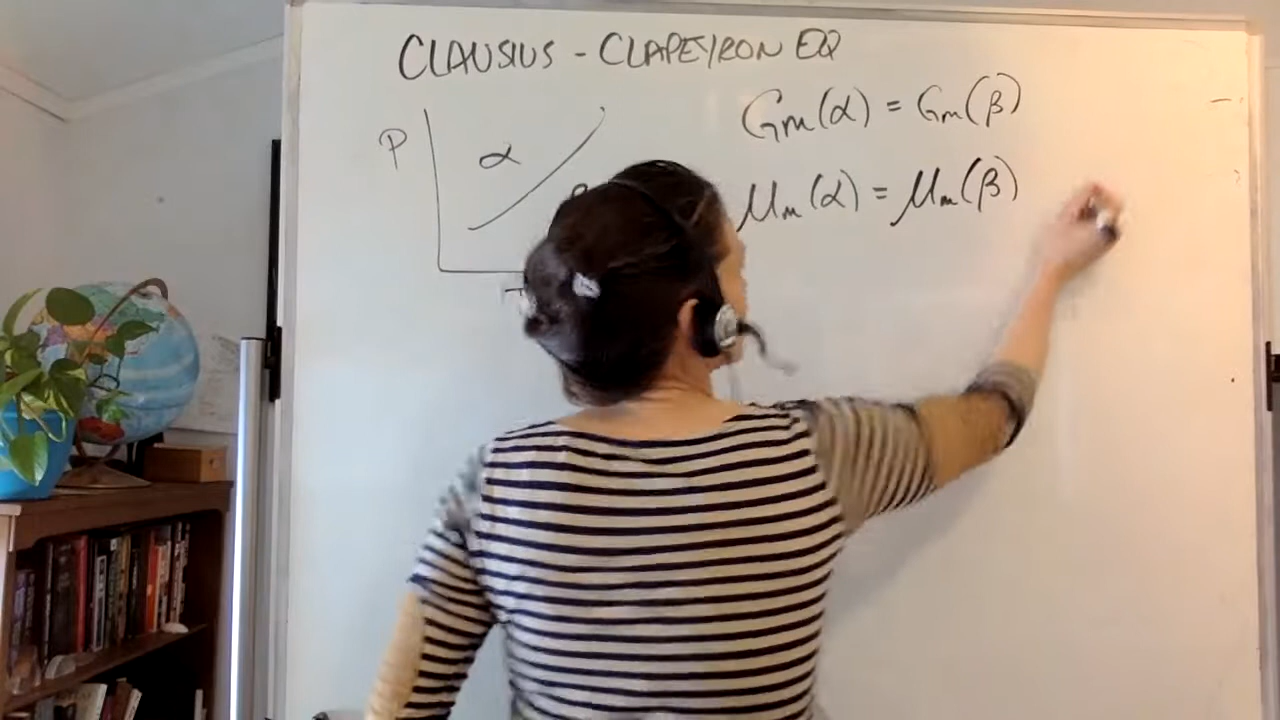 CLAUSIUS - CLAPEYRON EQ
Gm(α) = Gm(β)
P
α
μm(α) = μm(β)